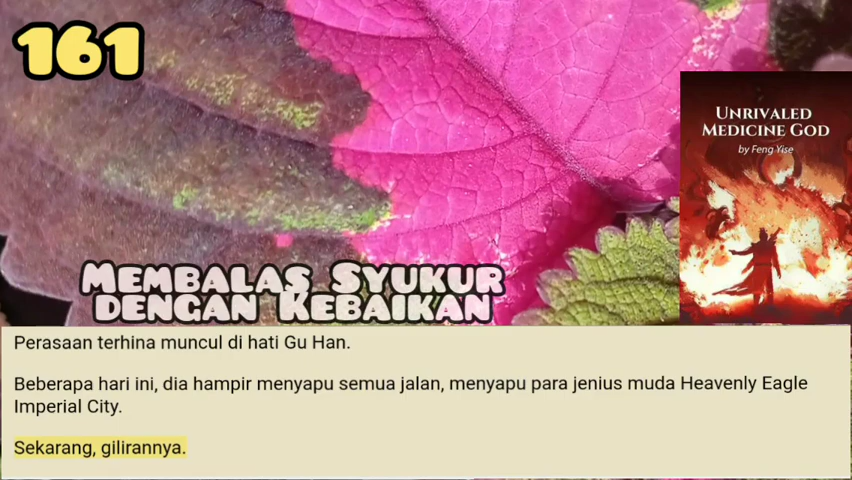 161
UNRIVALED
MEDICINE GOD
by Feng Yise
MEMBALAS SYUKUR
DENGAN KEBAIKAN
Perasaan terhina muncul di hati Gu Han.
Beberapa hari ini, dia hampir menyapu semua jalan, menyapu para jenius muda Heavenly Eagle
Imperial City.
Sekarang, gilirannya.